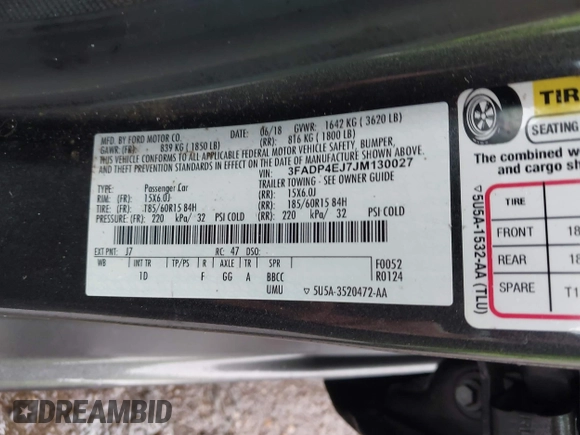 MFD. BY FORD MOTOR CO.
DATE: 06/18 GVWR: 1642 KG ( 3620 LB)
GAWR: (FR): 839 KG ( 1850 LB) (RR): 816 KG ( 1800 LB)
THIS VEHICLE CONFORMS TO ALL APPLICABLE FEDERAL MOTOR VEHICLE SAFETY, BUMPER,
AND THEFT PREVENTION STANDARDS IN EFFECT ON THE DATE OF MANUFACTURE SHOWN ABOVE.
VIN: 3FADP4EJ7JM130027
TYPE: Passenger Car TRAILER TOWING - SEE OWNER GUIDE
RIM: (FR): 15X6.0J (RR): 15X6.0J
TIRE: (FR): 185/60R15 84H (RR): 185/60R15 84H
PRESSURE: (FR): 220 kPa/ 32 PSI COLD (RR): 220 kPa/ 32 PSI COLD
EXT PNT: J7 RC: 47 DSO:
WB INT TR TP/PS R AXLE TR SPR F0052
1D F GG A BBCC R0124
UMU ▽5U5A-3520472-AA
TIR
SEATING
The combined
and cargo sho
TIRE
FRONT 18
REAR 18
SPARE T1
▽5U5A-1532-AA (TLU)
DREAMBID